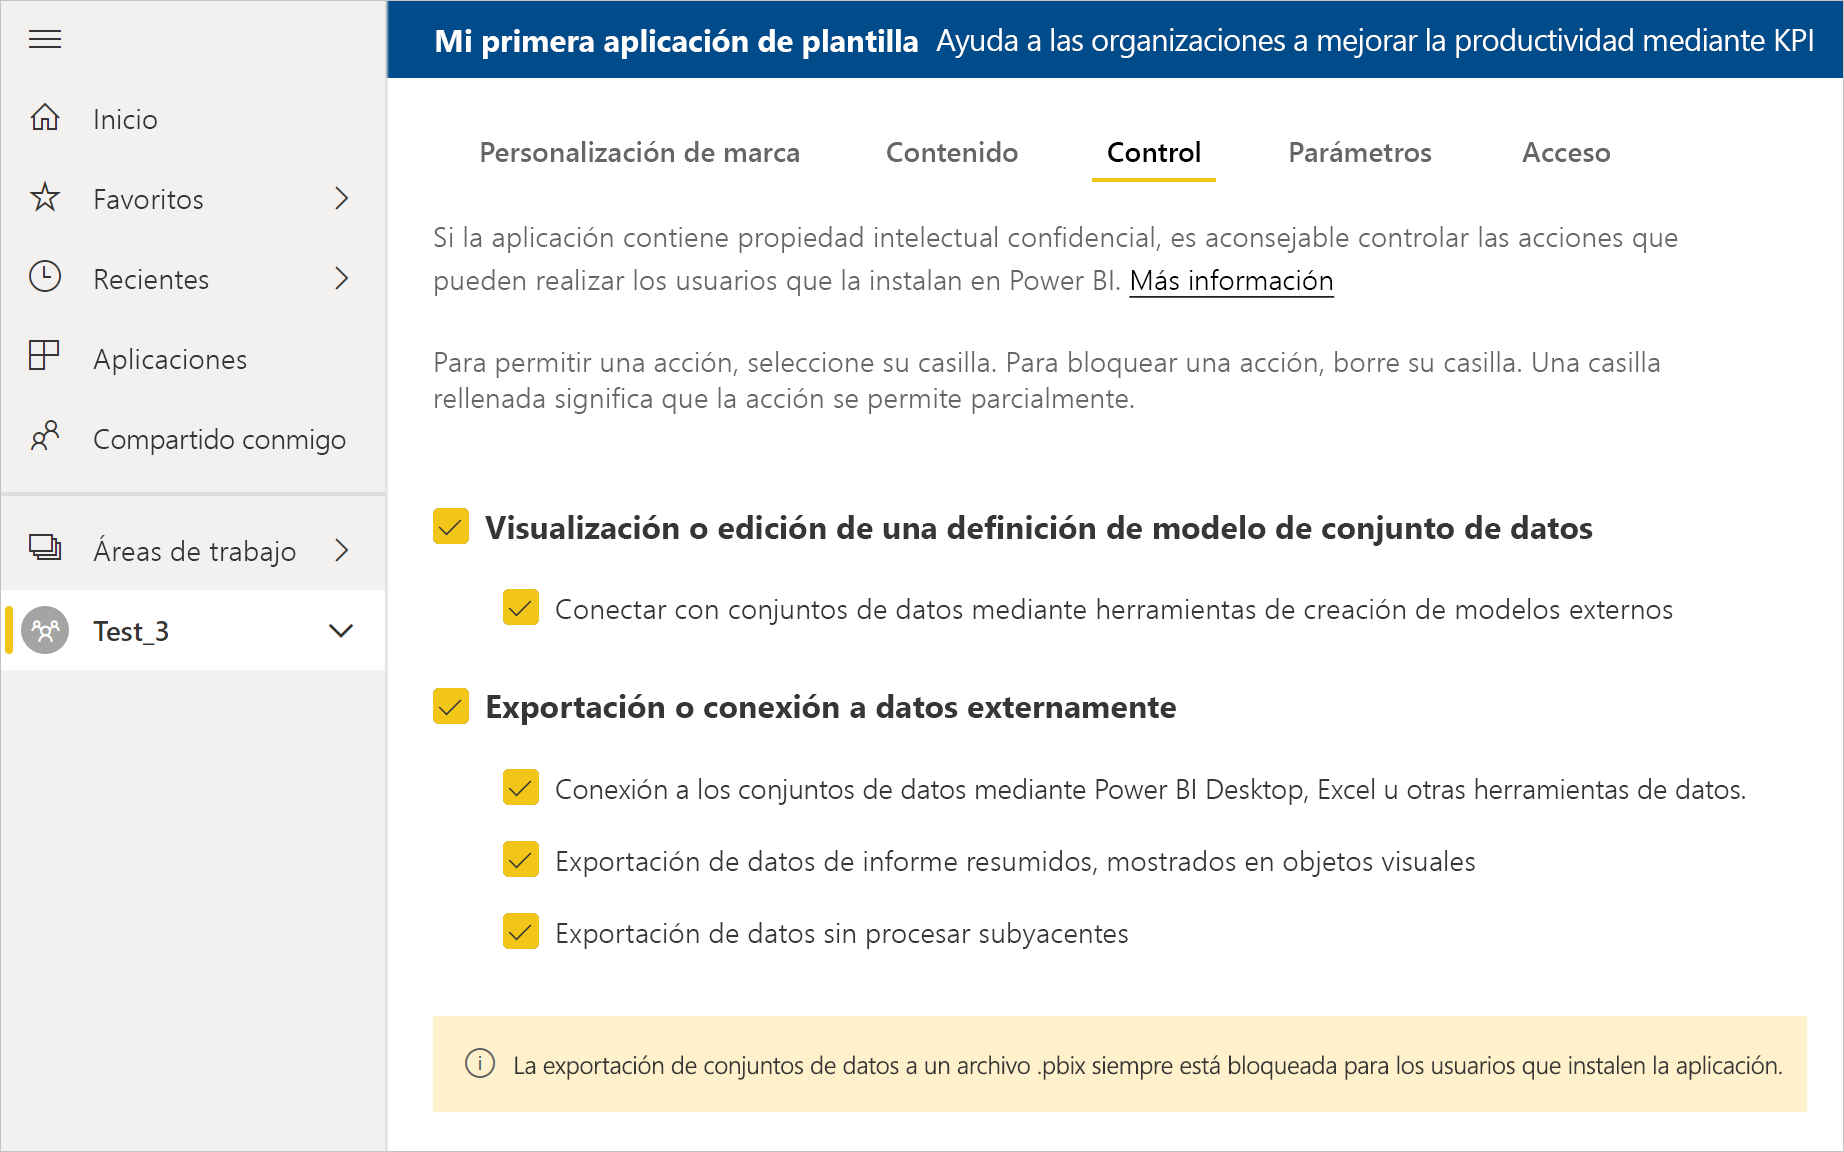 Mi primera aplicación de plantilla Ayuda a las organizaciones a mejorar la productividad mediante KPI
Inicio
Favoritos
Recientes
Aplicaciones
Compartido conmigo
Áreas de trabajo
Test_3
Personalización de marca Contenido Control Parámetros Acceso
Si la aplicación contiene propiedad intelectual confidencial, es aconsejable controlar las acciones que
pueden realizar los usuarios que la instalan en Power BI. Más información
Para permitir una acción, seleccione su casilla. Para bloquear una acción, borre su casilla. Una casilla
rellenada significa que la acción se permite parcialmente.
Visualización o edición de una definición de modelo de conjunto de datos
Conectar con conjuntos de datos mediante herramientas de creación de modelos externos
Exportación o conexión a datos externamente
Conexión a los conjuntos de datos mediante Power BI Desktop, Excel u otras herramientas de datos.
Exportación de datos de informe resumidos, mostrados en objetos visuales
Exportación de datos sin procesar subyacentes
La exportación de conjuntos de datos a un archivo .pbix siempre está bloqueada para los usuarios que instalen la aplicación.